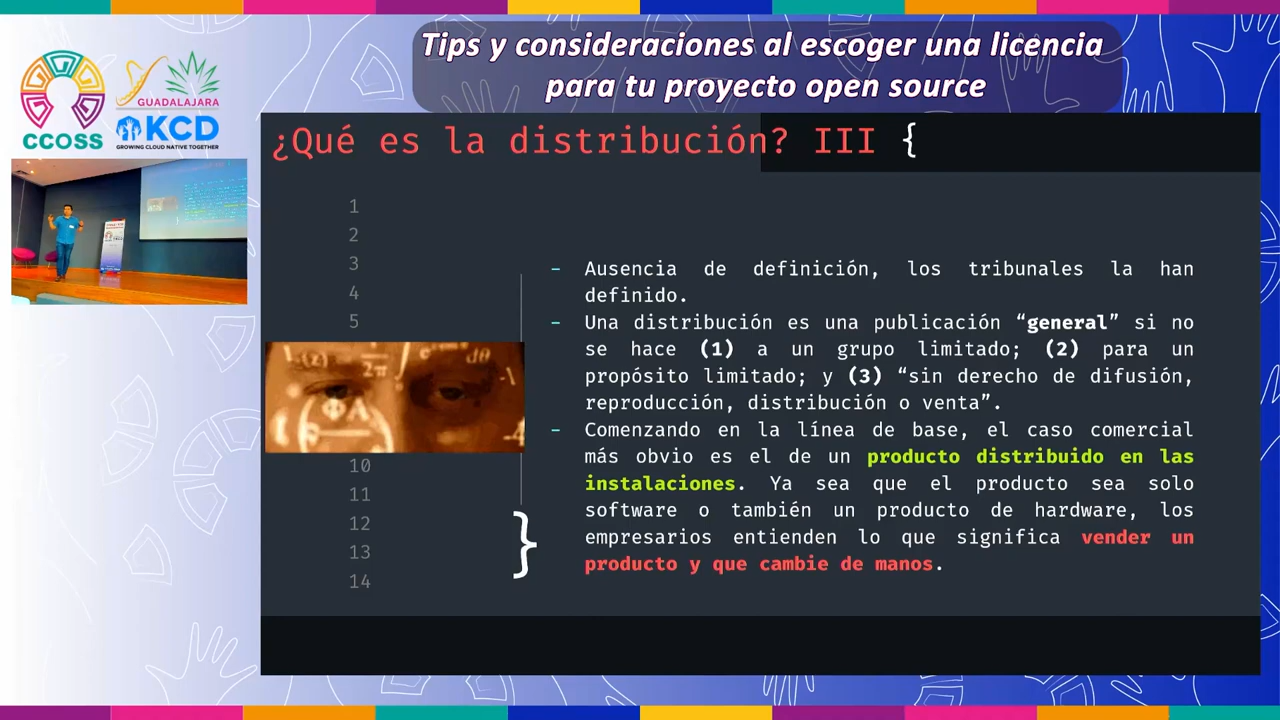 Tips y consideraciones al escoger una licencia
para tu proyecto open source
GUADALAJARA
CCOSS
KCD
GROWING CLOUD NATIVE TOGETHER
¿Qué es la distribución? III {
1
2
3
4
5
10
11
12
13
14
}
- Ausencia de definición, los tribunales la han
definido.
- Una distribución es una publicación “general” si no
se hace (1) a un grupo limitado; (2) para un
propósito limitado; y (3) “sin derecho de difusión,
reproducción, distribución o venta”.
- Comenzando en la línea de base, el caso comercial
más obvio es el de un producto distribuido en las
instalaciones. Ya sea que el producto sea solo
software o también un producto de hardware, los
empresarios entienden lo que significa vender un
producto y que cambie de manos.